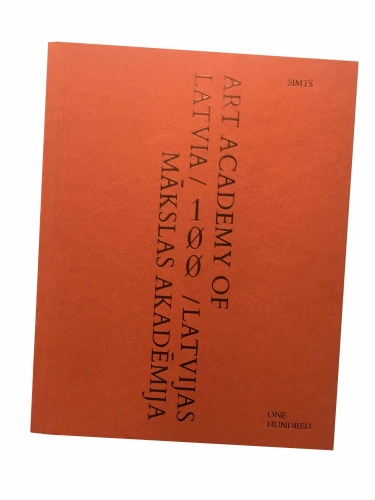 SIMTS
ART ACADEMY OF
LATVIA / 100 / LATVIJAS
MĀKSLAS AKADĒMIJA
ONE
HUNDRED